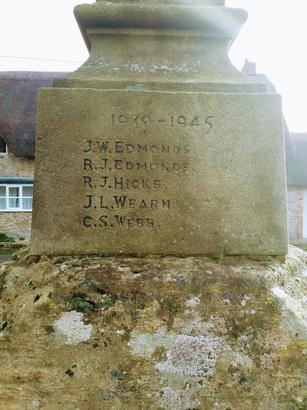 1939-1945
J.W.EDMONDS.
R.J.EDMONDS.
R.J.HICKS.
J.L.WEARN.
C.S.WEBB.